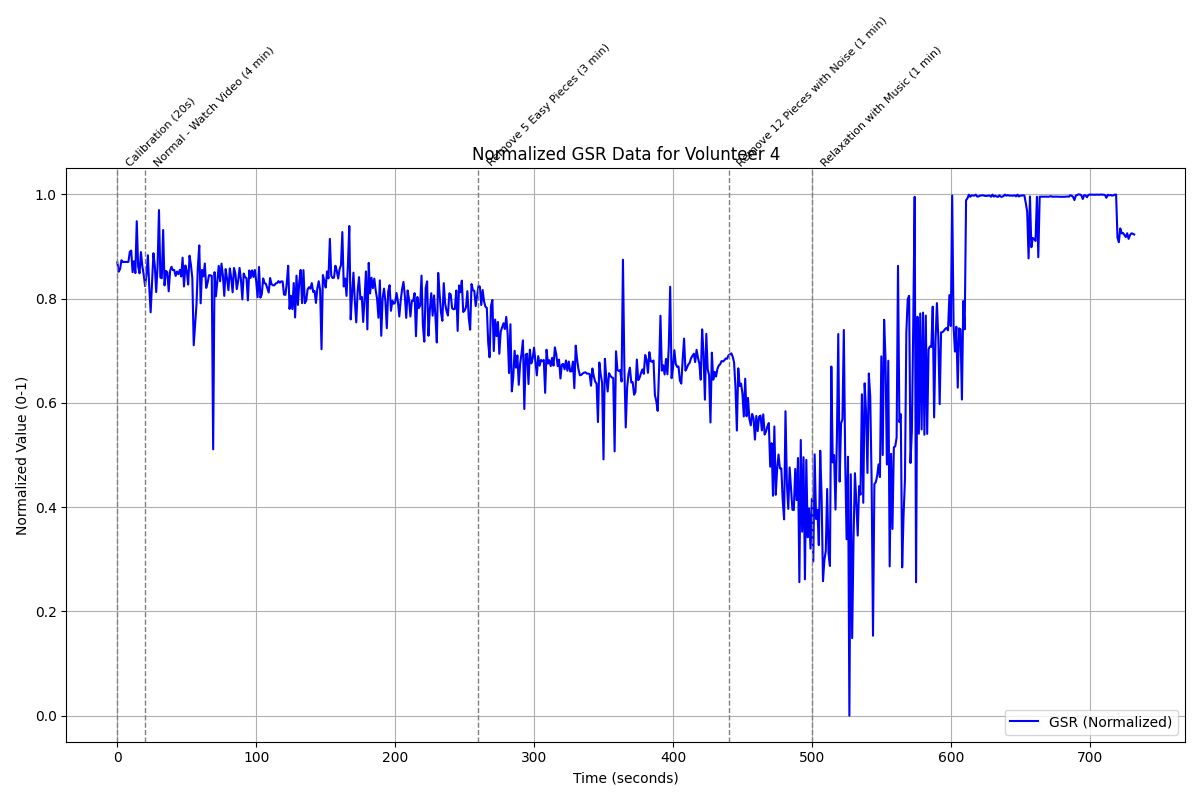 Calibration (20s)
Normal - Watch Video (4 min)
Remove 5 Easy Pieces (3 min)
Remove 12 Pieces with Noise (1 min)
Relaxation with Music (1 min)
Normalized GSR Data for Volunteer 4
Normalized Value (0-1)
1.0
0.8
0.6
0.4
0.2
0.0
GSR (Normalized)
0 100 200 300 400 500 600 700
Time (seconds)